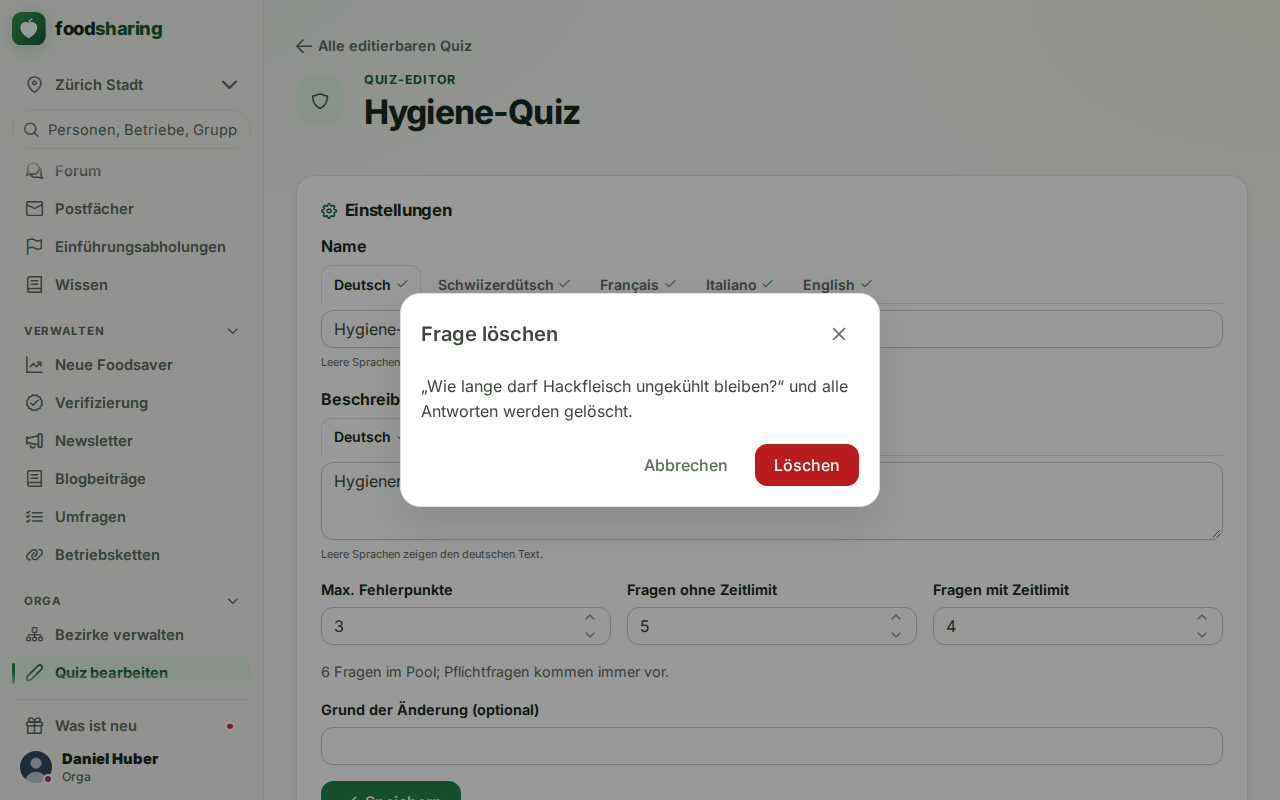 foodsharing
Zürich Stadt
Personen, Betriebe, Grupp
Forum
Postfächer
Einführungsabholungen
Wissen
VERWALTEN
Neue Foodsaver
Verifizierung
Newsletter
Blogbeiträge
Umfragen
Betriebsketten
ORGA
Bezirke verwalten
Quiz bearbeiten
Was ist neu
Daniel Huber
Orga
Alle editierbaren Quiz
QUIZ-EDITOR
Hygiene-Quiz
Einstellungen
Name
Deutsch Schwiizerdütsch Français Italiano English
Hygiene-
Leere Sprachen
Frage löschen
„Wie lange darf Hackfleisch ungekühlt bleiben?“ und alle
Antworten werden gelöscht.
Abbrechen Löschen
Beschreib
Deutsch
Hygiener
Leere Sprachen zeigen den deutschen Text.
Max. Fehlerpunkte Fragen ohne Zeitlimit Fragen mit Zeitlimit
3 5 4
6 Fragen im Pool; Pflichtfragen kommen immer vor.
Grund der Änderung (optional)
Speichern